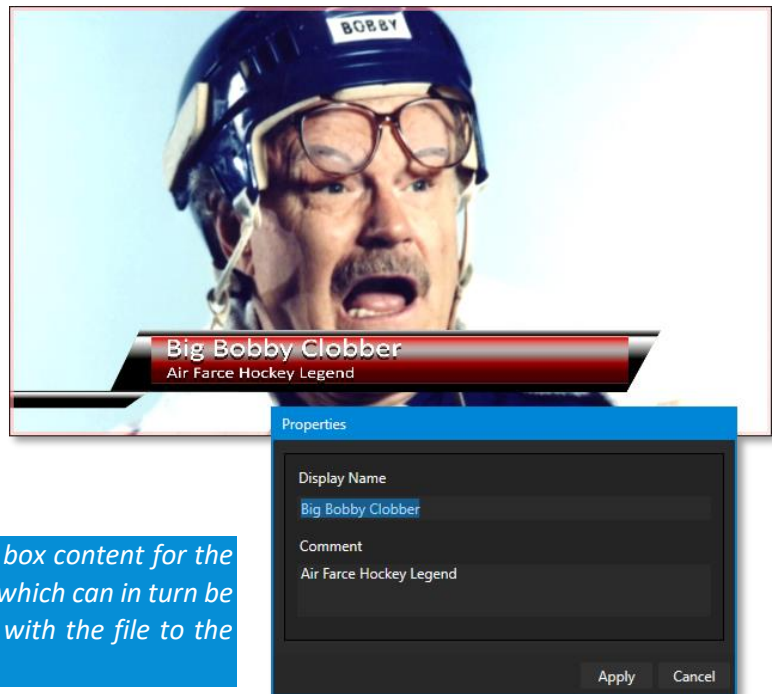 BOBBY
Big Bobby Clobber
Air Farce Hockey Legend
Properties
Display Name
Big Bobby Clobber
Comment
Air Farce Hockey Legend
Apply Cancel
box content for the
which can in turn be
with the file to the